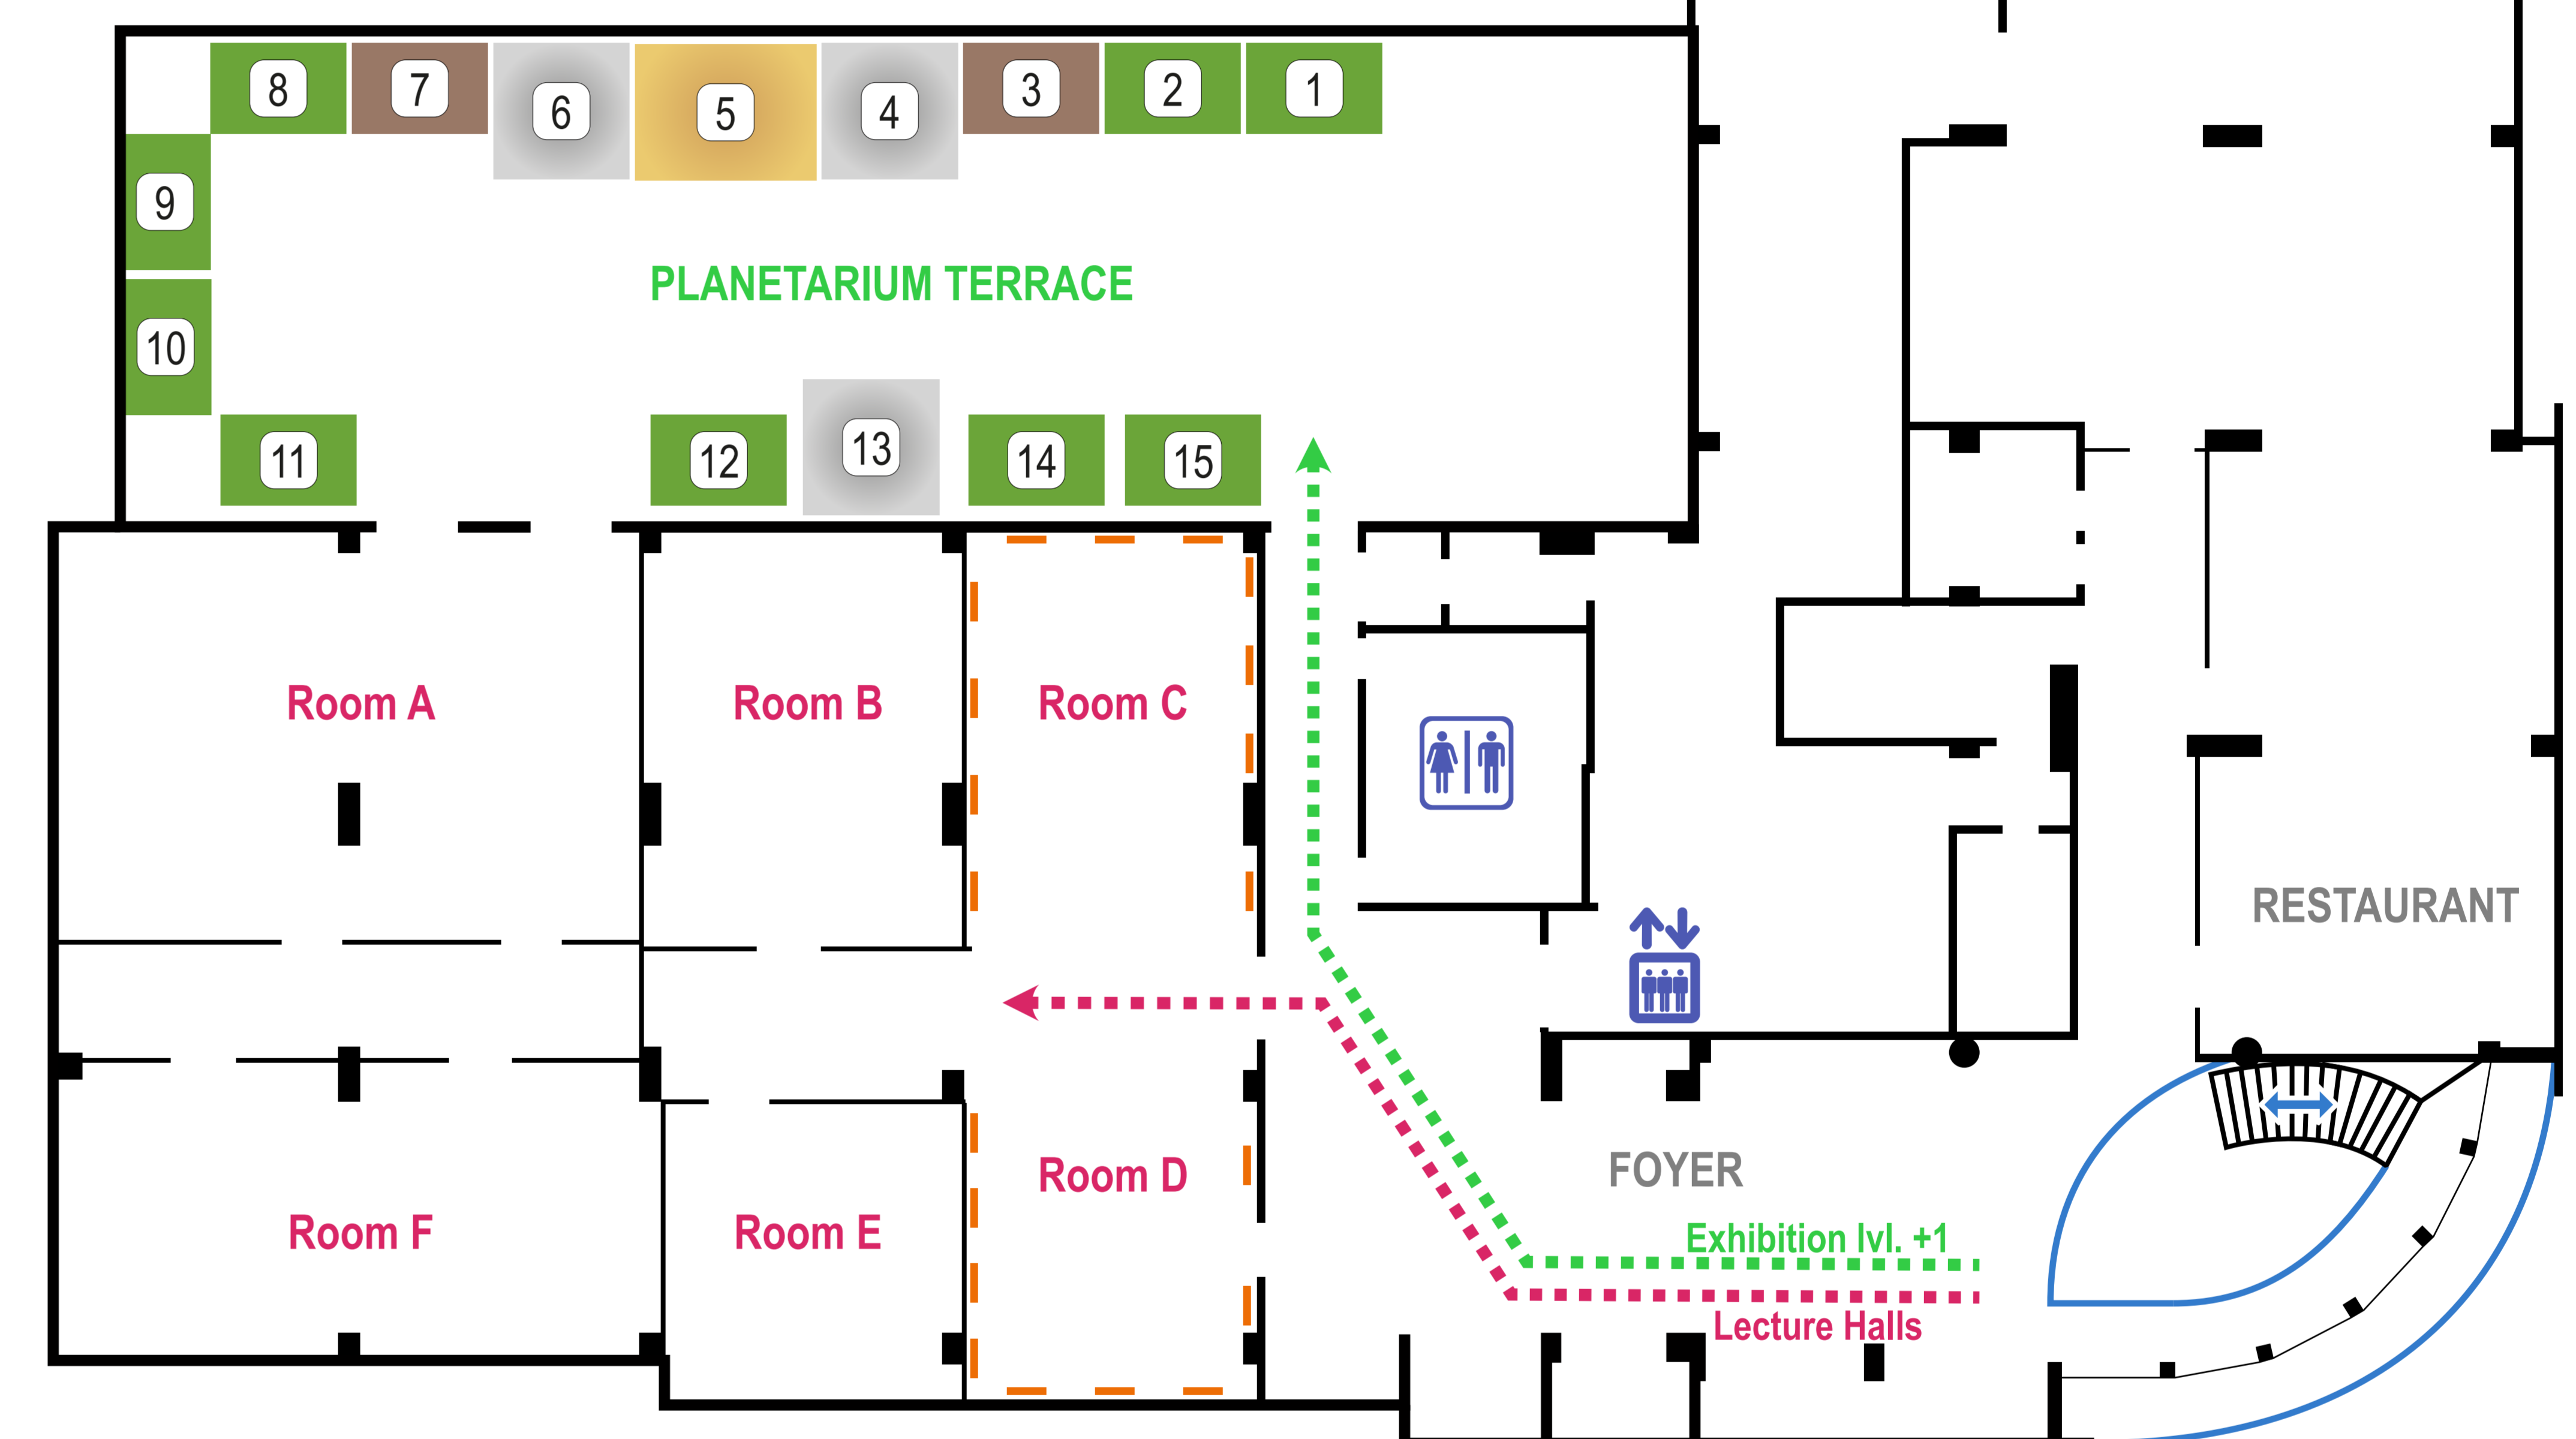 8 7 6 5 4 3 2 1
9
PLANETARIUM TERRACE
10
11 12 13 14 15
Room A Room B Room C
RESTAURANT
Room F Room E Room D FOYER
Exhibition lvl. +1
Lecture Halls